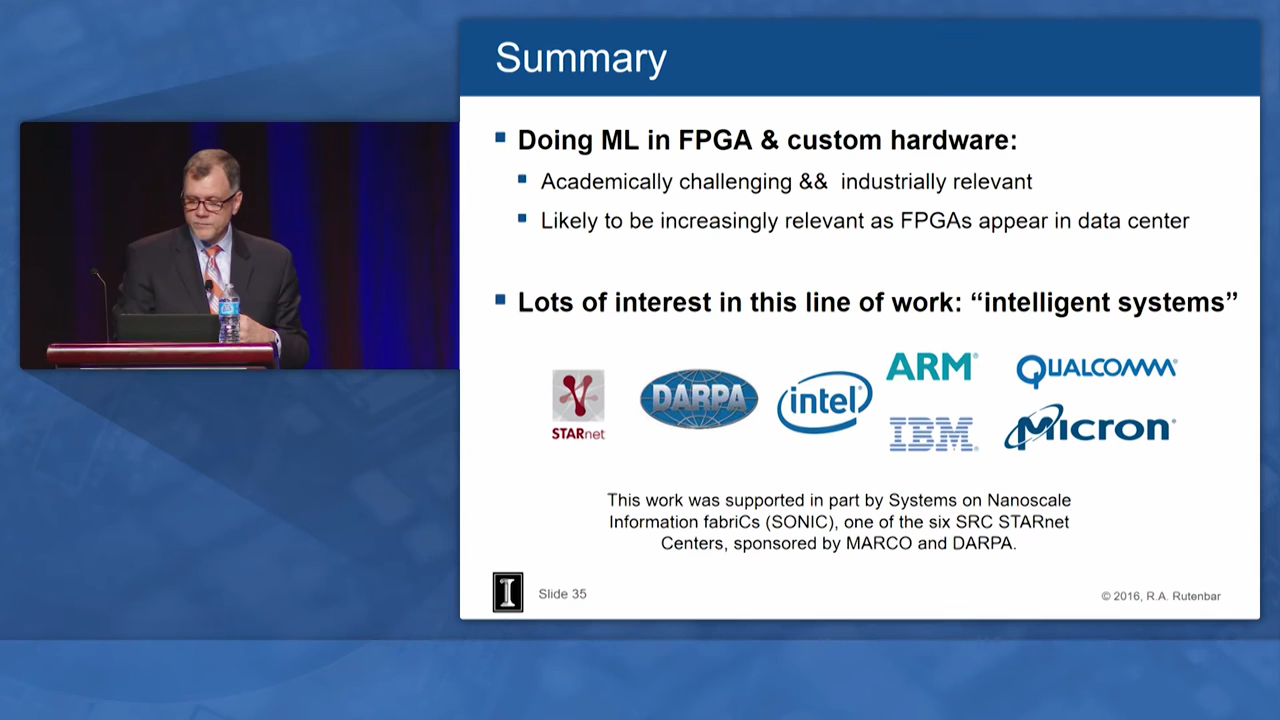 Summary
Doing ML in FPGA & custom hardware:
Academically challenging && industrially relevant
Likely to be increasingly relevant as FPGAs appear in data center
Lots of interest in this line of work: “intelligent systems”
STARnet
DARPA
intel
ARM
IBM
QUALCOMM
Micron
This work was supported in part by Systems on Nanoscale
Information fabriCs (SONIC), one of the six SRC STARnet
Centers, sponsored by MARCO and DARPA.
I
Slide 35
© 2016, R.A. Rutenbar